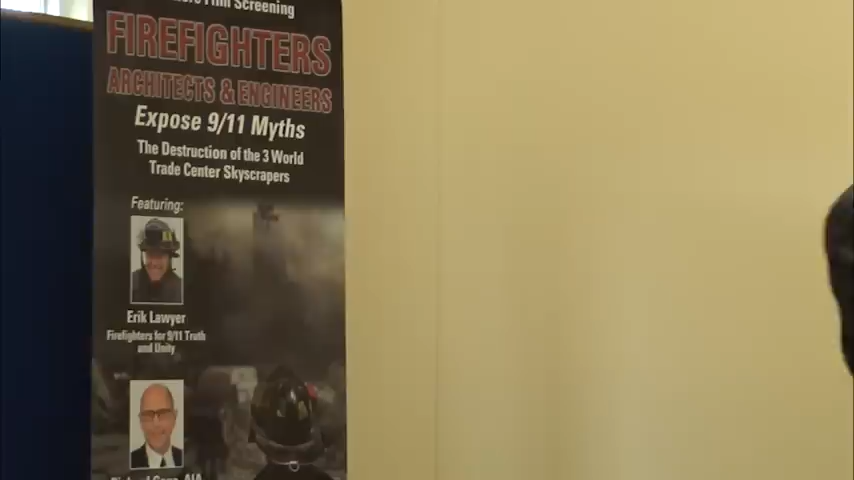 Film Screening
FIREFIGHTERS
ARCHITECTS & ENGINEERS
Expose 9/11 Myths
The Destruction of the 3 World
Trade Center Skyscrapers
Featuring:
Erik Lawyer
Firefighters for 9/11 Truth
and Unity
AIA